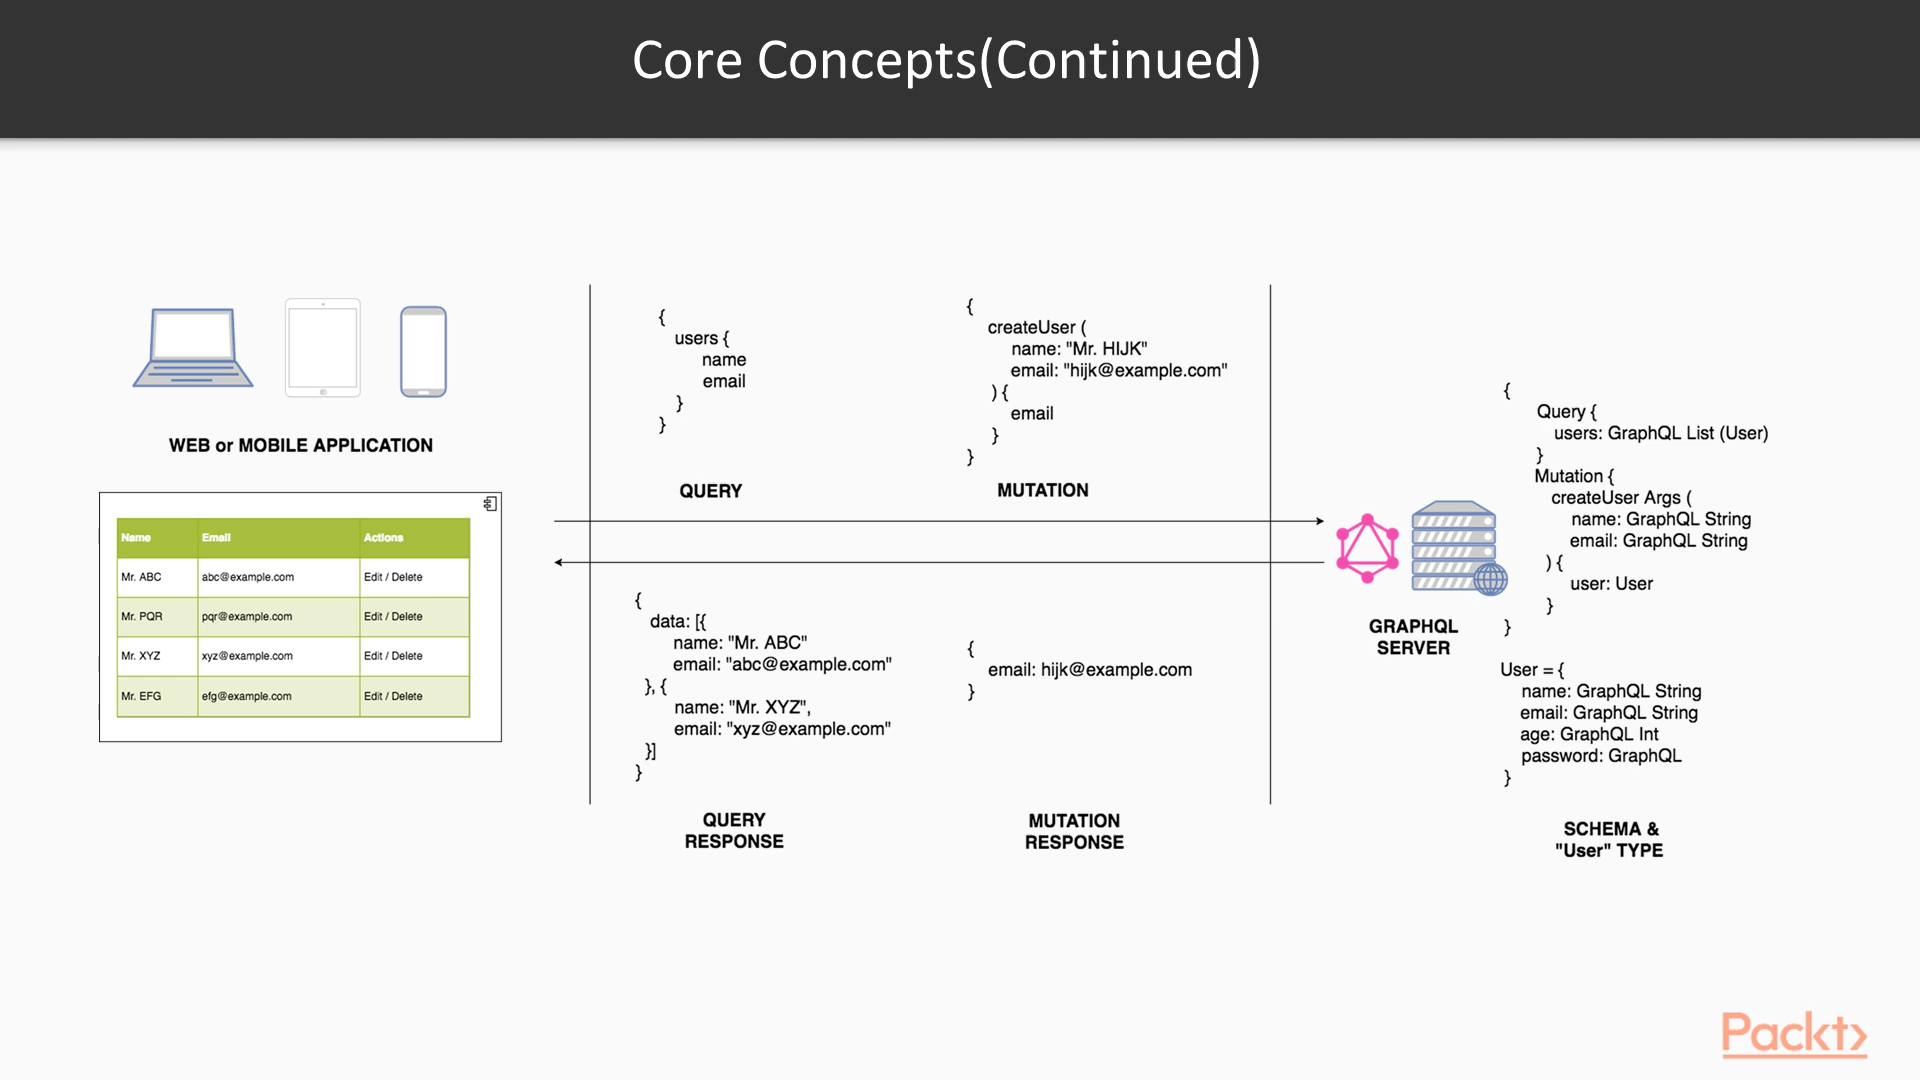 Core Concepts(Continued)
WEB or MOBILE APPLICATION
Name Email Actions
Mr. ABC abc@example.com Edit / Delete
Mr. PQR pqr@example.com Edit / Delete
Mr. XYZ xyz@example.com Edit / Delete
Mr. EFG efg@example.com Edit / Delete
{
users {
name
email
}
}
QUERY
{
createUser (
name: "Mr. HIJK"
email: "hijk@example.com"
) {
email
}
}
MUTATION
{
data: [{
name: "Mr. ABC"
email: "abc@example.com"
}, {
name: "Mr. XYZ",
email: "xyz@example.com"
}]
}
QUERY
RESPONSE
{
email: hijk@example.com
}
MUTATION
RESPONSE
GRAPHQL
SERVER
{
Query {
users: GraphQL List (User)
}
Mutation {
createUser Args (
name: GraphQL String
email: GraphQL String
) {
user: User
}
}
User = {
name: GraphQL String
email: GraphQL String
age: GraphQL Int
password: GraphQL
}
SCHEMA &
"User" TYPE
Packt>